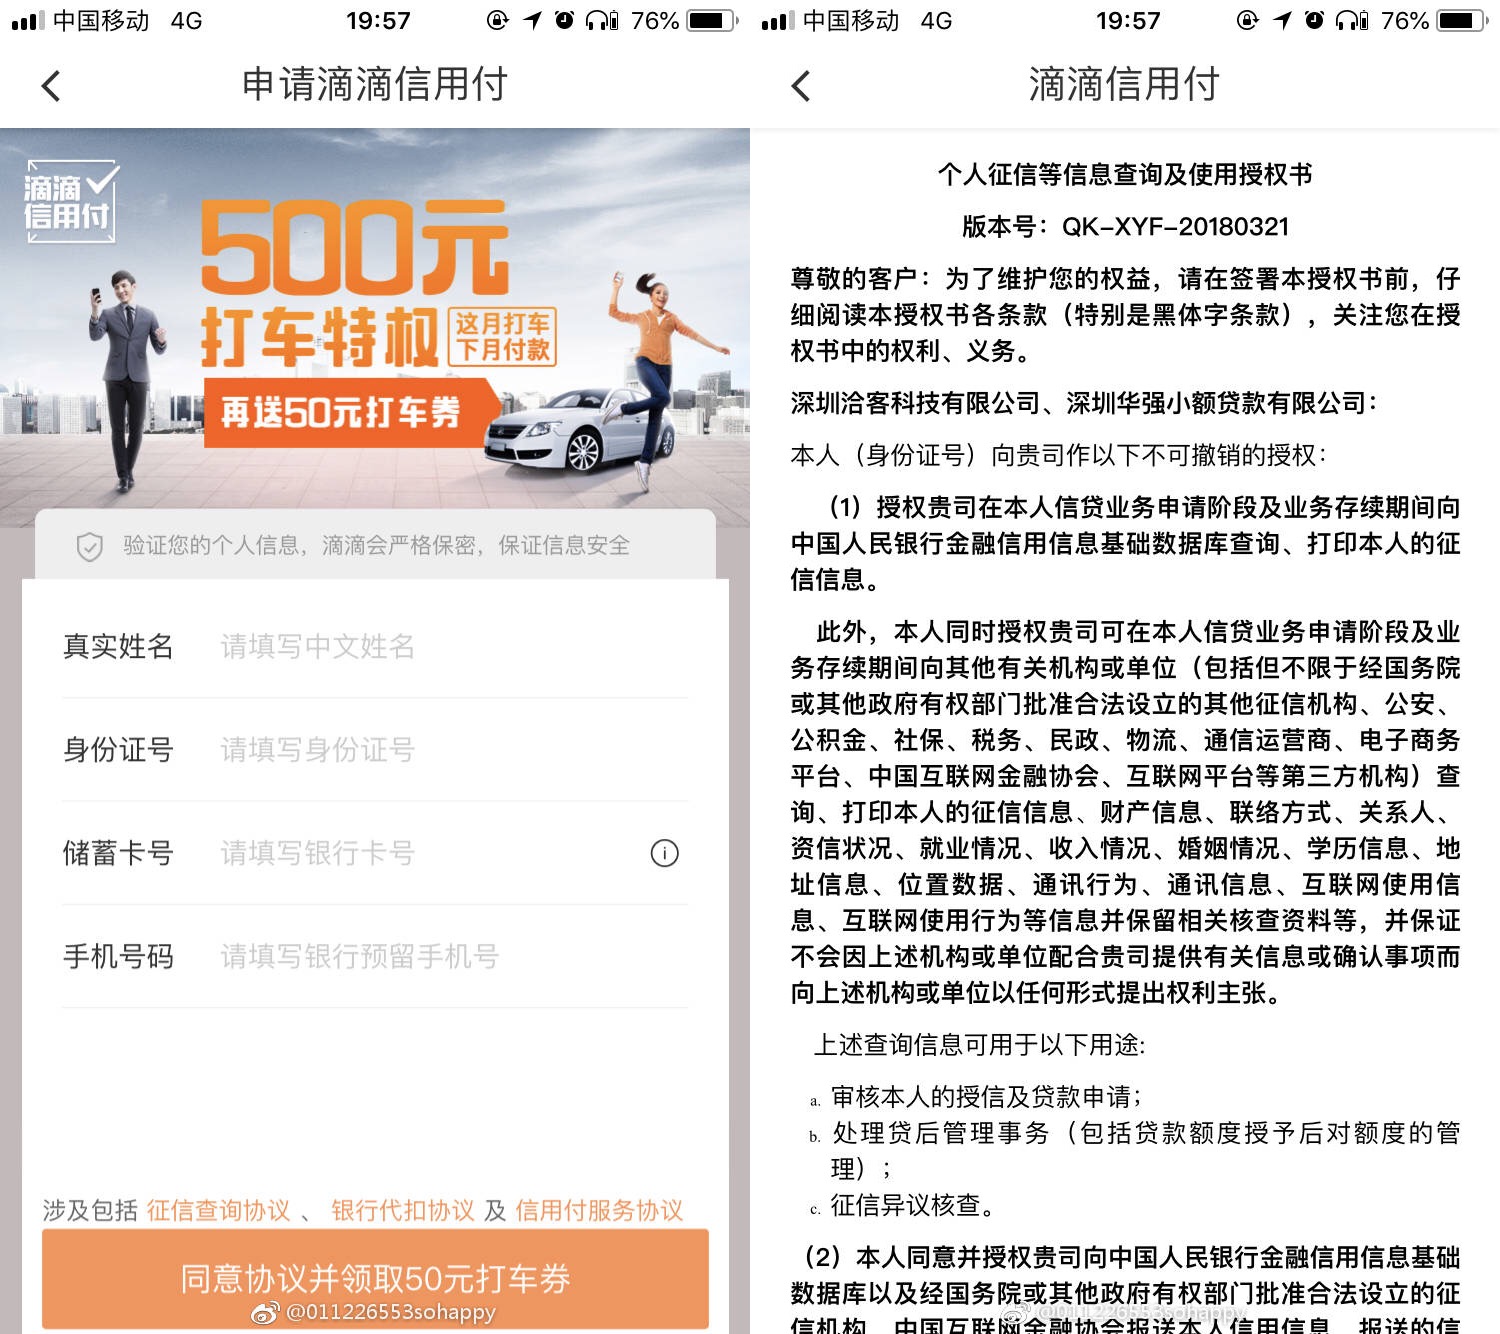 中国移动 4G 19:57 76%
申请滴滴信用付
滴滴
信用付
500元
打车特权
这月打车
下月付款
再送50元打车券
验证您的个人信息，滴滴会严格保密，保证信息安全
真实姓名 请填写中文姓名
身份证号 请填写身份证号
储蓄卡号 请填写银行卡号
手机号码 请填写银行预留手机号
涉及包括 征信查询协议 、 银行代扣协议 及 信用付服务协议
同意协议并领取50元打车券
@011226553sohappy
中国移动 4G 19:57 76%
滴滴信用付
个人征信等信息查询及使用授权书
版本号：QK-XYF-20180321
尊敬的客户：为了维护您的权益，请在签署本授权书前，仔
细阅读本授权书各条款（特别是黑体字条款），关注您在授
权书中的权利、义务。
深圳洽客科技有限公司、深圳华强小额贷款有限公司：
本人（身份证号）向贵司作以下不可撤销的授权：
（1）授权贵司在本人信贷业务申请阶段及业务存续期间向
中国人民银行金融信用信息基础数据库查询、打印本人的征
信信息。
此外，本人同时授权贵司可在本人信贷业务申请阶段及业
务存续期间向其他有关机构或单位（包括但不限于经国务院
或其他政府有权部门批准合法设立的其他征信机构、公安、
公积金、社保、税务、民政、物流、通信运营商、电子商务
平台、中国互联网金融协会、互联网平台等第三方机构）查
询、打印本人的征信信息、财产信息、联络方式、关系人、
资信状况、就业情况、收入情况、婚姻情况、学历信息、地
址信息、位置数据、通讯行为、通讯信息、互联网使用信
息、互联网使用行为等信息并保留相关核查资料等，并保证
不会因上述机构或单位配合贵司提供有关信息或确认事项而
向上述机构或单位以任何形式提出权利主张。
上述查询信息可用于以下用途:
a. 审核本人的授信及贷款申请；
b. 处理贷后管理事务（包括贷款额度授予后对额度的管
理）；
c. 征信异议核查。
（2）本人同意并授权贵司向中国人民银行金融信用信息基础
数据库以及经国务院或其他政府有权部门批准合法设立的征
信机构、中国互联网金融协会报送本人信用信息，报送的信
@011226553sohappy